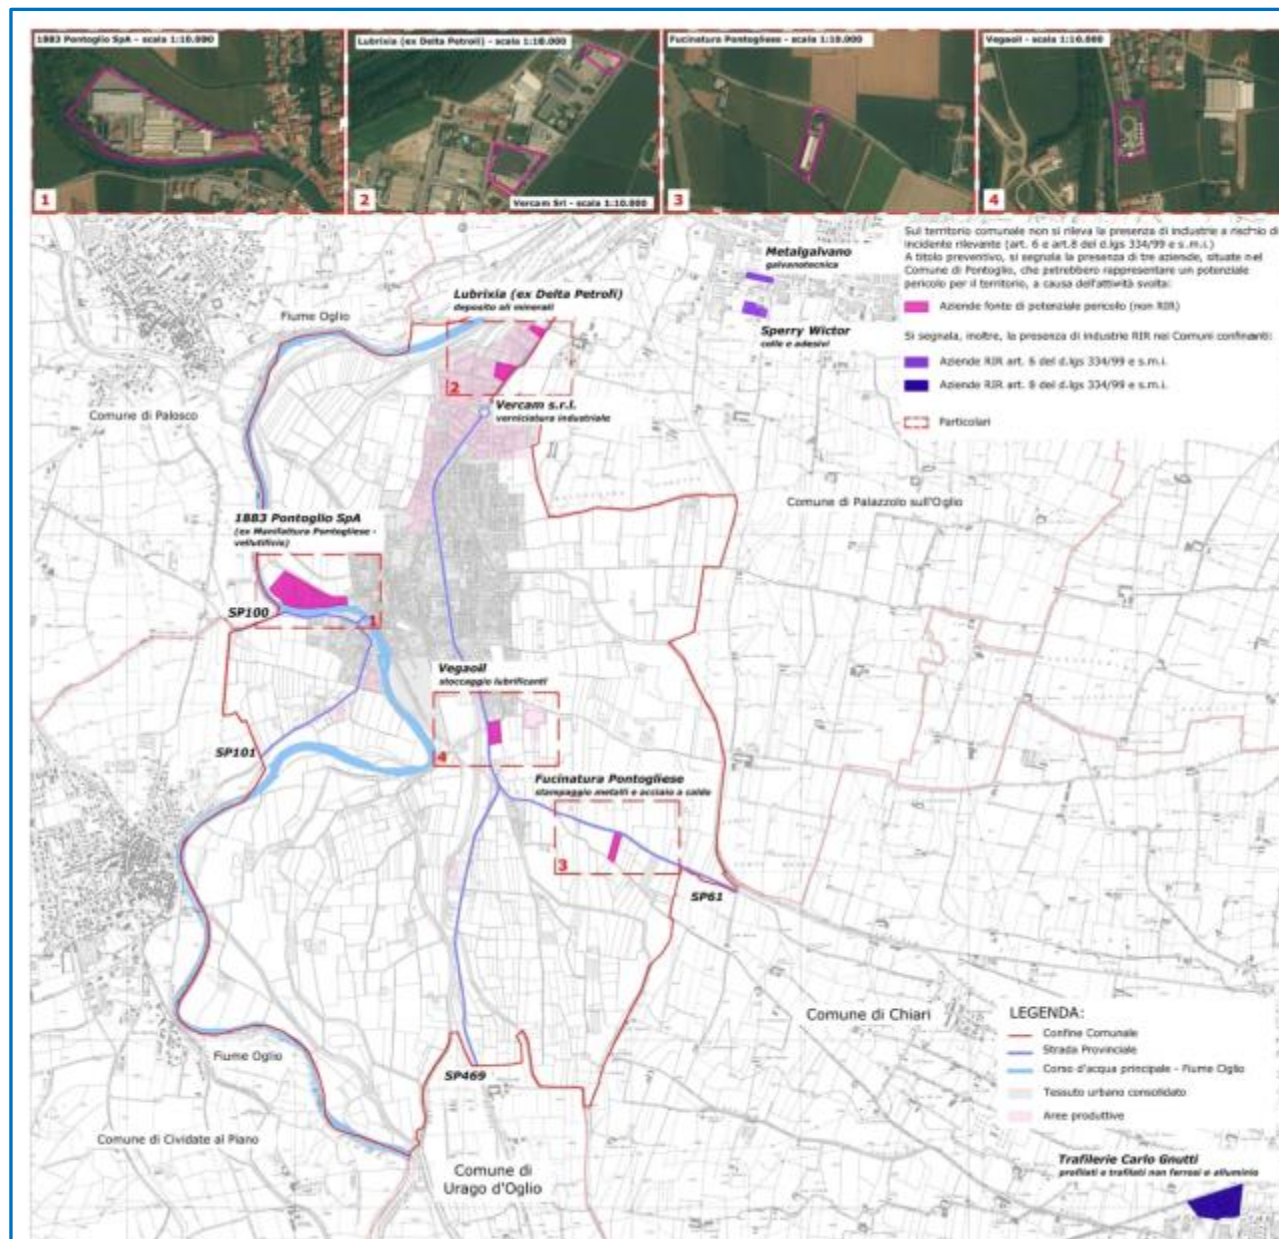 1883 Pontoglio SpA - scala 1:10.000
Lubrixia (ex Delta Petroli) - scala 1:10.000
Fucinatura Pontogliese - scala 1:10.000
Vegaoil - scala 1:10.000
1
2
Vercam Srl - scala 1:10.000
3
4
Sul territorio comunale non si rileva la presenza di industrie a rischio di
incidente rilevante (art. 6 e art.8 del d.lgs 334/99 e s.m.i.)
A titolo preventivo, si segnala la presenza di tre aziende, situate nel
Comune di Pontoglio, che potrebbero rappresentare un potenziale
pericolo per il territorio, a causa dell'attività svolta:
Aziende fonte di potenziale pericolo (non RIR)
Si segnala, inoltre, la presenza di industrie RIR nei Comuni confinanti:
Aziende RIR art. 6 del d.lgs 334/99 e s.m.i.
Aziende RIR art. 8 del d.lgs 334/99 e s.m.i.
Particolari
Metalgalvano
galvanotecnica
Sperry Wictor
colle e adesivi
Lubrixia (ex Delta Petroli)
deposito oli minerali
Fiume Oglio
2
Comune di Palosco
Vercam s.r.l.
verniciatura industriale
Comune di Palazzolo sull'Oglio
1883 Pontoglio SpA
(ex Manifattura Pontogliese -
vellutificio)
SP100
1
Vegaoil
stoccaggio lubrificanti
SP101
4
Fucinatura Pontogliese
stampaggio metalli e acciaio a caldo
3
SP61
Comune di Chiari
Fiume Oglio
SP469
Comune di Cividate al Piano
Comune di
Urago d'Oglio
LEGENDA:
Confine Comunale
Strada Provinciale
Corso d'acqua principale - Fiume Oglio
Tessuto urbano consolidato
Aree produttive
Trafilerie Carlo Gnutti
profilati e trafilati non ferrosi e alluminio